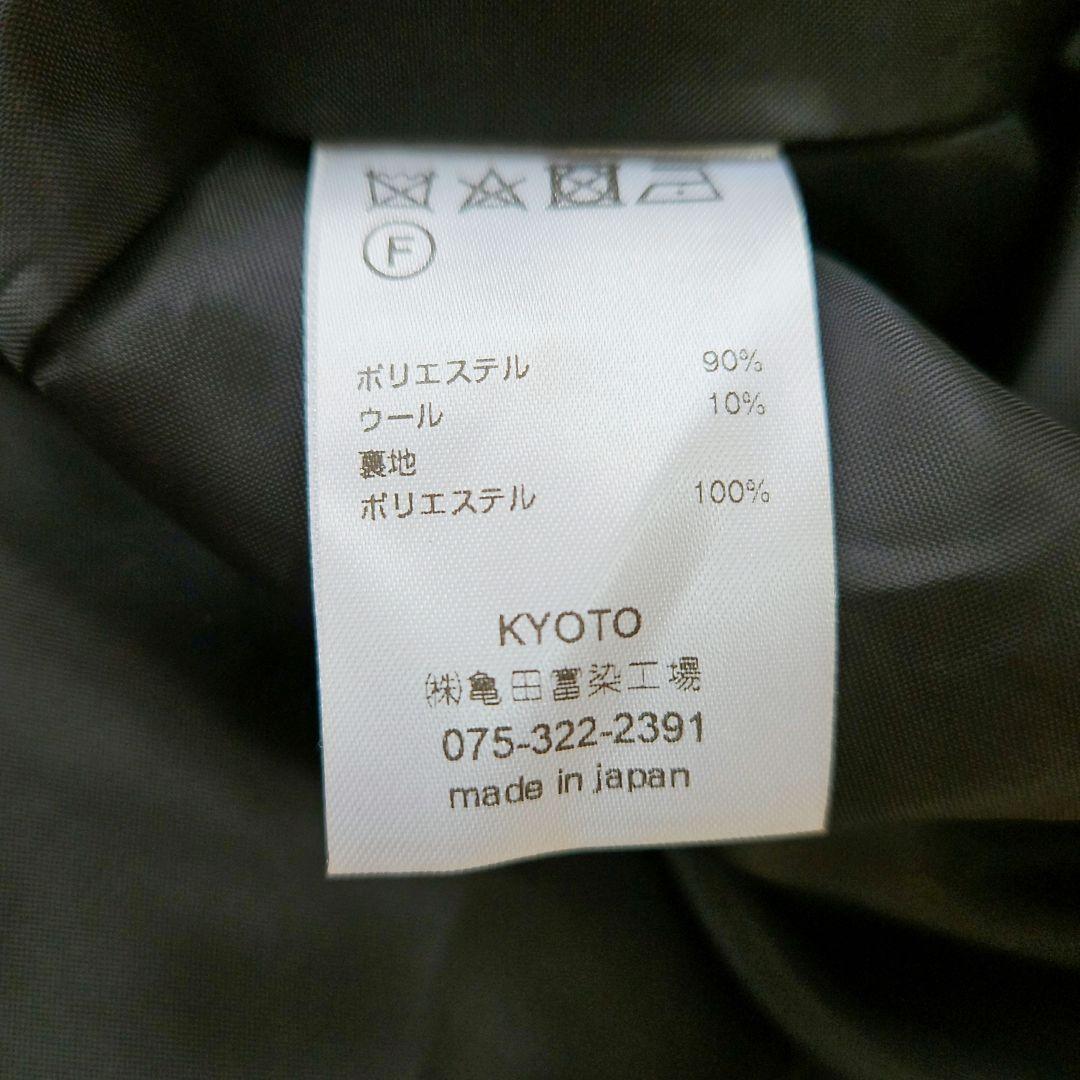 F
ポリエステル 90%
ウール 10%
裏地
ポリエステル 100%
KYOTO
㈱亀田富染工場
075-322-2391
made in japan